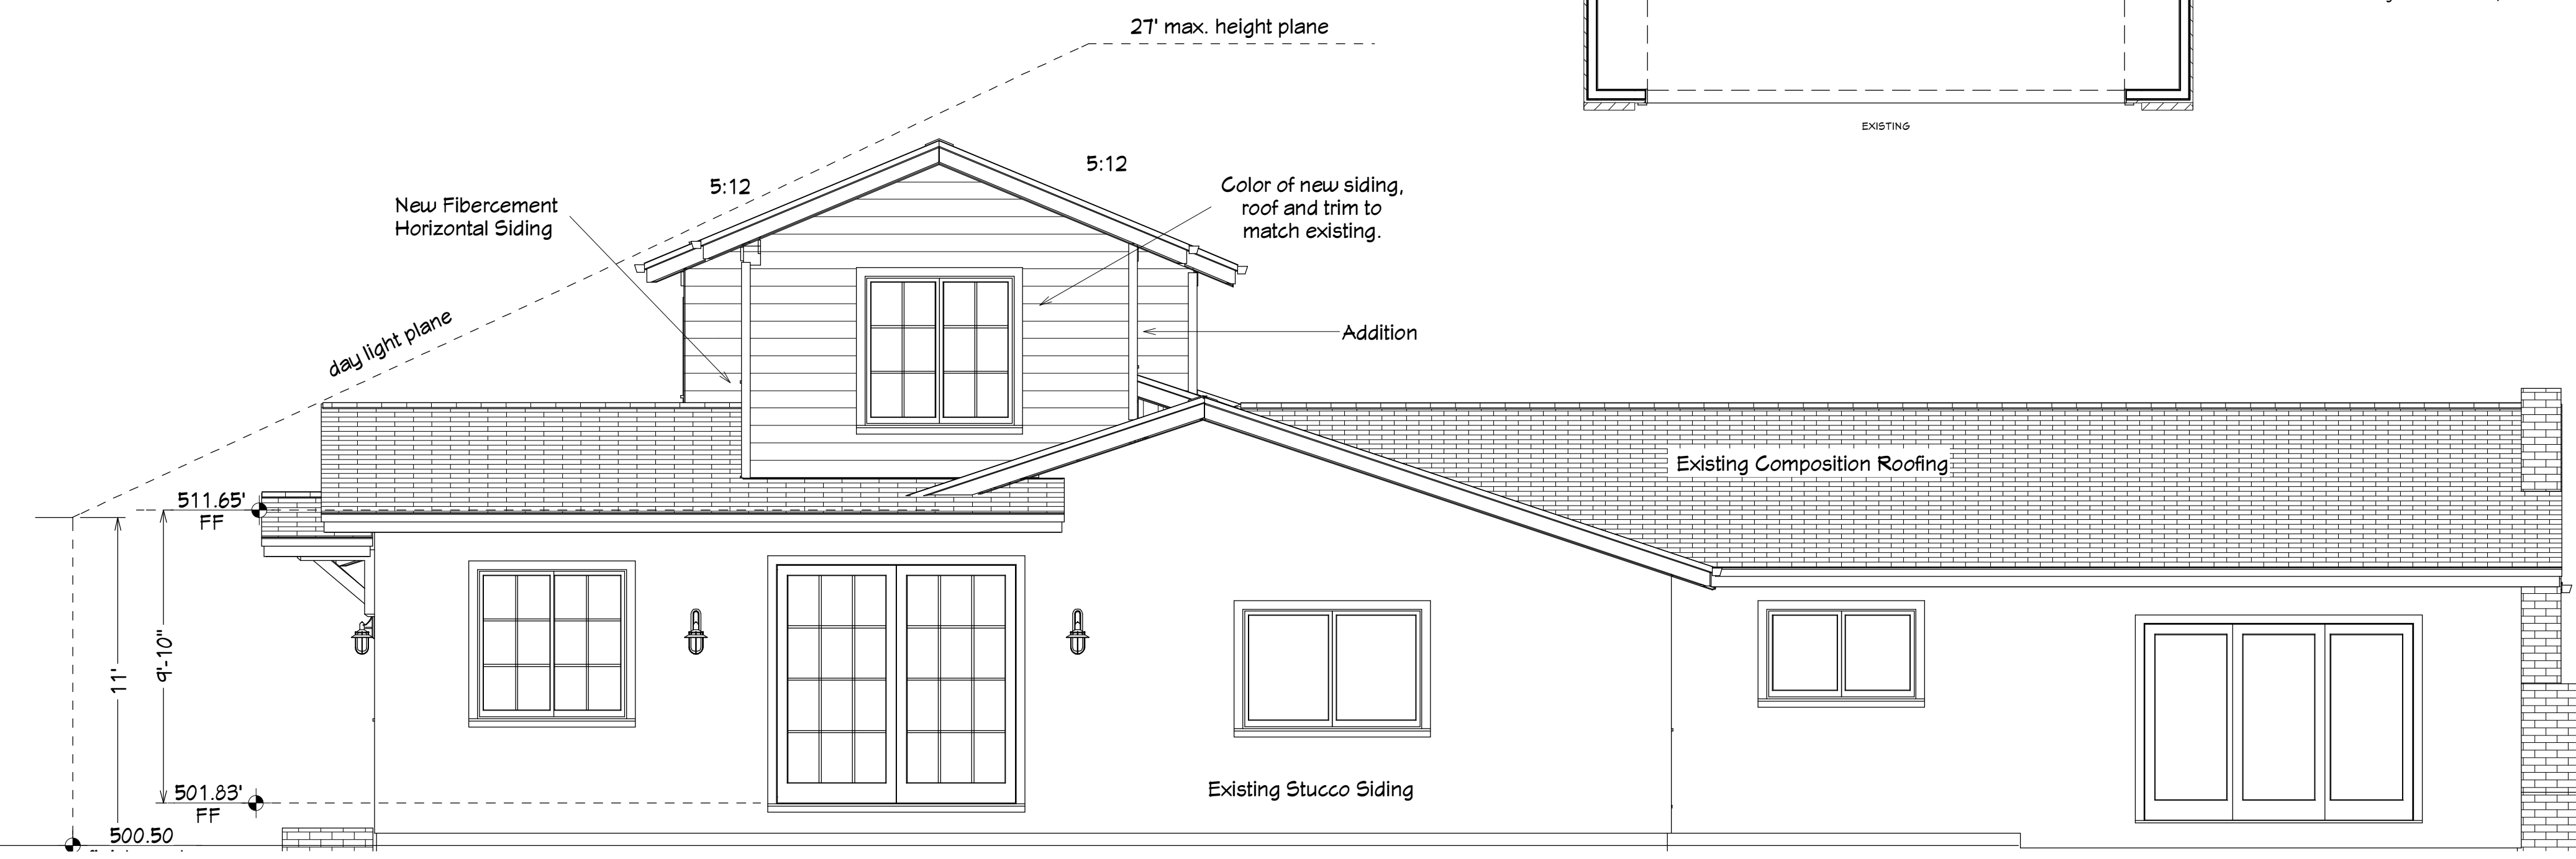 27' max. height plane
EXISTING
5:12
5:12
New Fibercement
Horizontal Siding
Color of new siding,
roof and trim to
match existing.
day light plane
Addition
Existing Composition Roofing
511.65'
FF
11'
9'-10"
Existing Stucco Siding
501.83'
FF
500.50